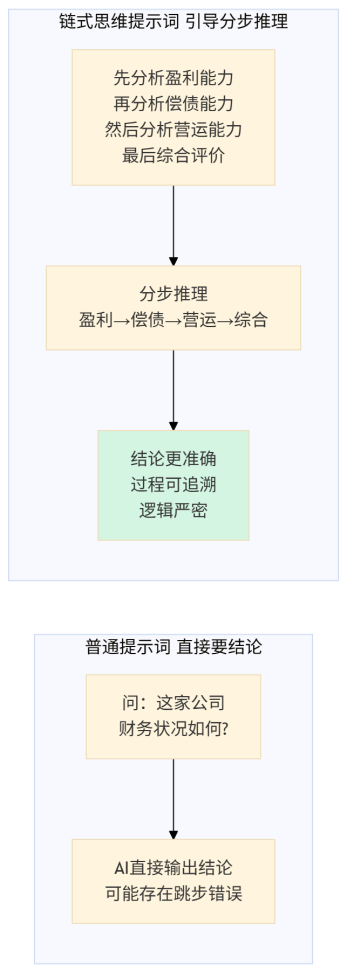 链式思维提示词 引导分步推理
先分析盈利能力
再分析偿债能力
然后分析营运能力
最后综合评价
分步推理
盈利→偿债→营运→综合
结论更准确
过程可追溯
逻辑严密
普通提示词 直接要结论
问：这家公司
财务状况如何?
AI直接输出结论
可能存在跳步错误